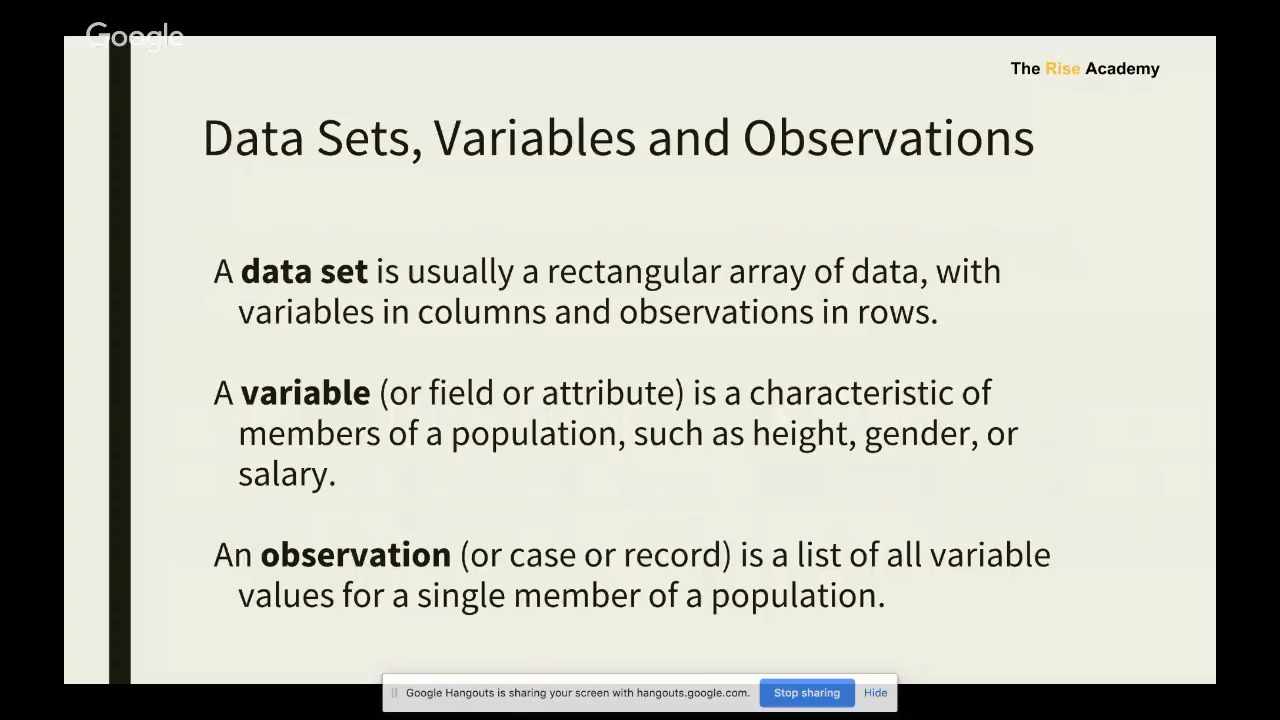 Google
The Rise Academy
Data Sets, Variables and Observations
A data set is usually a rectangular array of data, with
variables in columns and observations in rows.
A variable (or field or attribute) is a characteristic of
members of a population, such as height, gender, or
salary.
An observation (or case or record) is a list of all variable
values for a single member of a population.
Google Hangouts is sharing your screen with hangouts.google.com. Stop sharing Hide